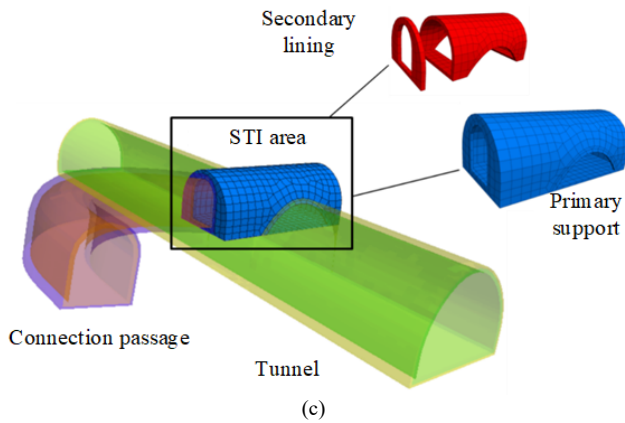 Secondary
lining
STI area
Primary
support
Connection passage
Tunnel
(c)